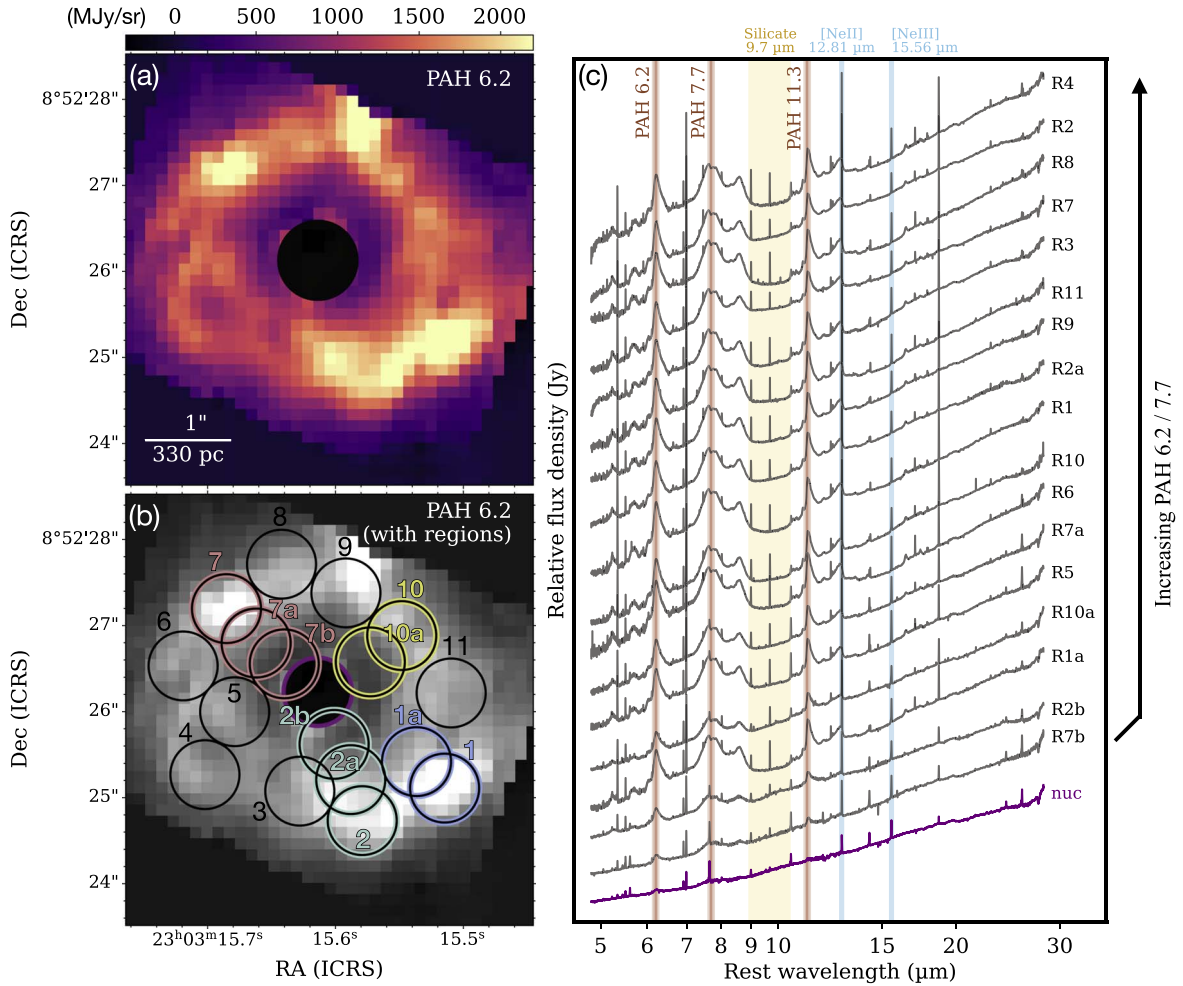 (MJy/sr) 0 500 1000 1500 2000
(a)
PAH 6.2
8°52'28"
27"
26"
25"
24"
Dec (ICRS)
1"
330 pc
(b)
PAH 6.2
(with regions)
8°52'28"
27"
26"
25"
24"
Dec (ICRS)
8
9
7
10
7a
7b
10a
6
11
5
2b
1a
4
1
2a
3
2
23ʰ03ᵐ15.7ˢ 15.6ˢ 15.5ˢ
RA (ICRS)
Silicate
9.7 µm
[NeII]
12.81 µm
[NeIII]
15.56 µm
(c)
PAH 6.2
PAH 7.7
PAH 11.3
R4
R2
R8
R7
R3
R11
R9
R2a
R1
R10
R6
R7a
R5
R10a
R1a
R2b
R7b
nuc
Relative flux density (Jy)
5 6 7 8 9 10 15 20 30
Rest wavelength (µm)
Increasing PAH 6.2 / 7.7